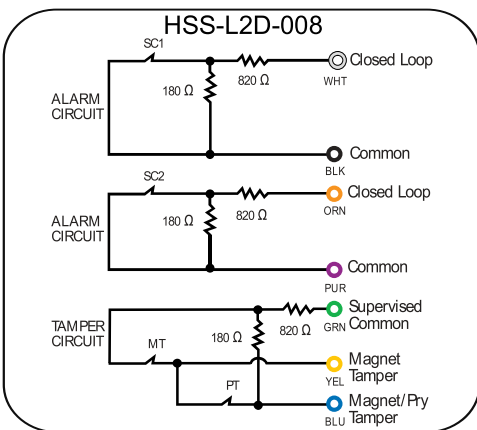 HSS-L2D-008
SC1
820 Ω
Closed Loop
WHT
180 Ω
ALARM
CIRCUIT
Common
BLK
SC2
820 Ω
Closed Loop
ORN
180 Ω
ALARM
CIRCUIT
Common
PUR
Supervised
Common
820 Ω
GRN
TAMPER
CIRCUIT
180 Ω
MT
Magnet
Tamper
YEL
PT
Magnet/Pry
Tamper
BLU